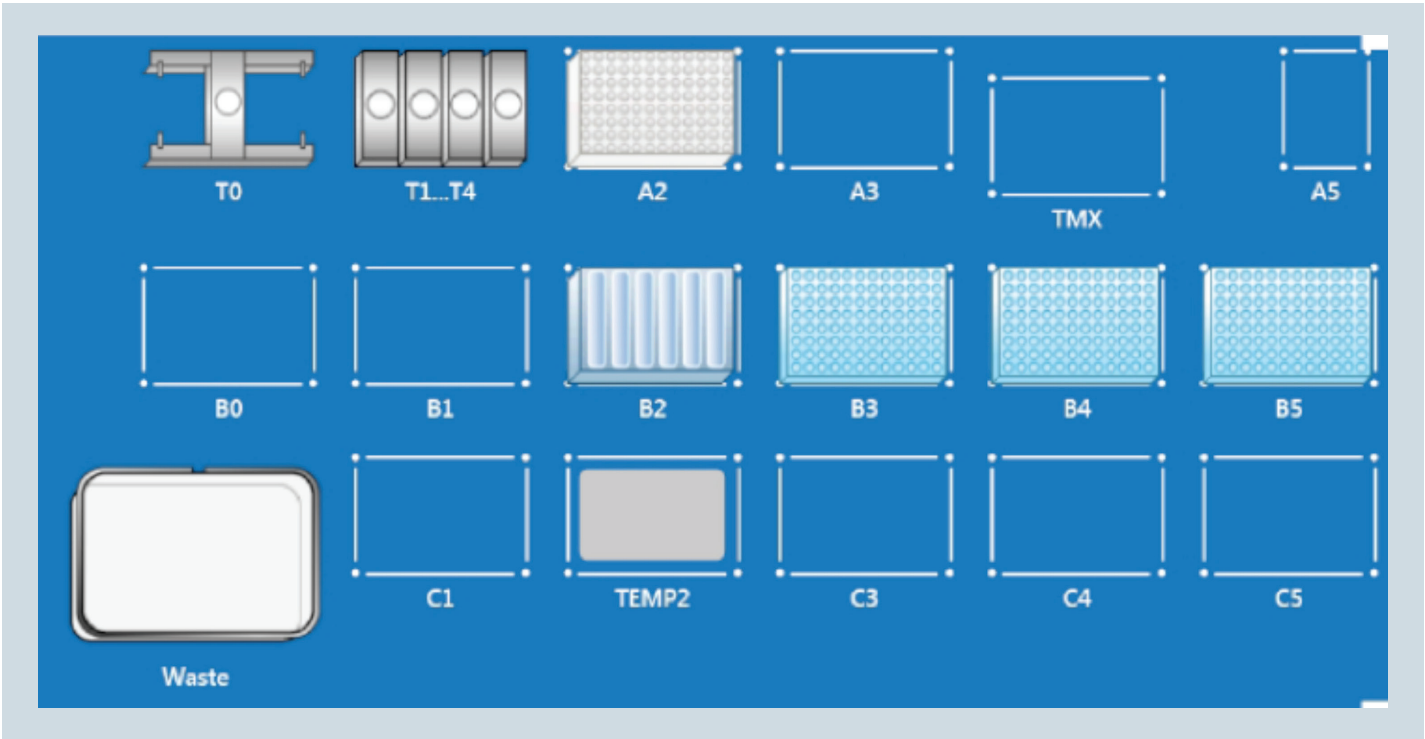 T0
T1...T4
A2
A3
TMX
A5
B0
B1
B2
B3
B4
B5
C1
TEMP2
C3
C4
C5
Waste